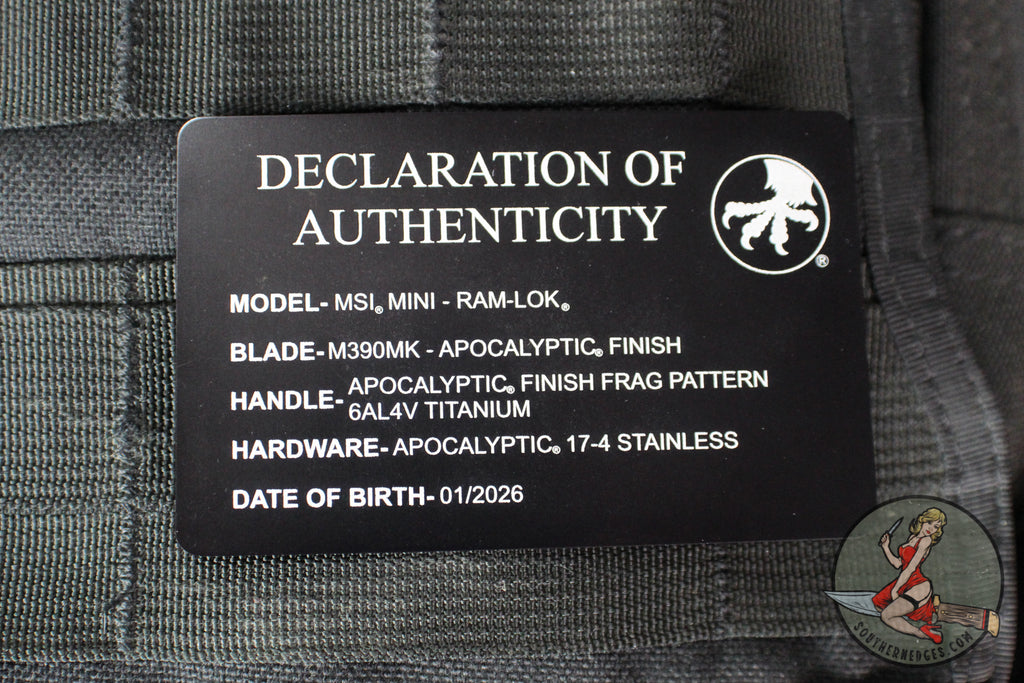 DECLARATION OF
AUTHENTICITY
®
MODEL- MSI® MINI - RAM-LOK®
BLADE- M390MK - APOCALYPTIC® FINISH
HANDLE- APOCALYPTIC® FINISH FRAG PATTERN
6AL4V TITANIUM
HARDWARE- APOCALYPTIC® 17-4 STAINLESS
DATE OF BIRTH- 01/2026
SOUTHERNEDGES.COM